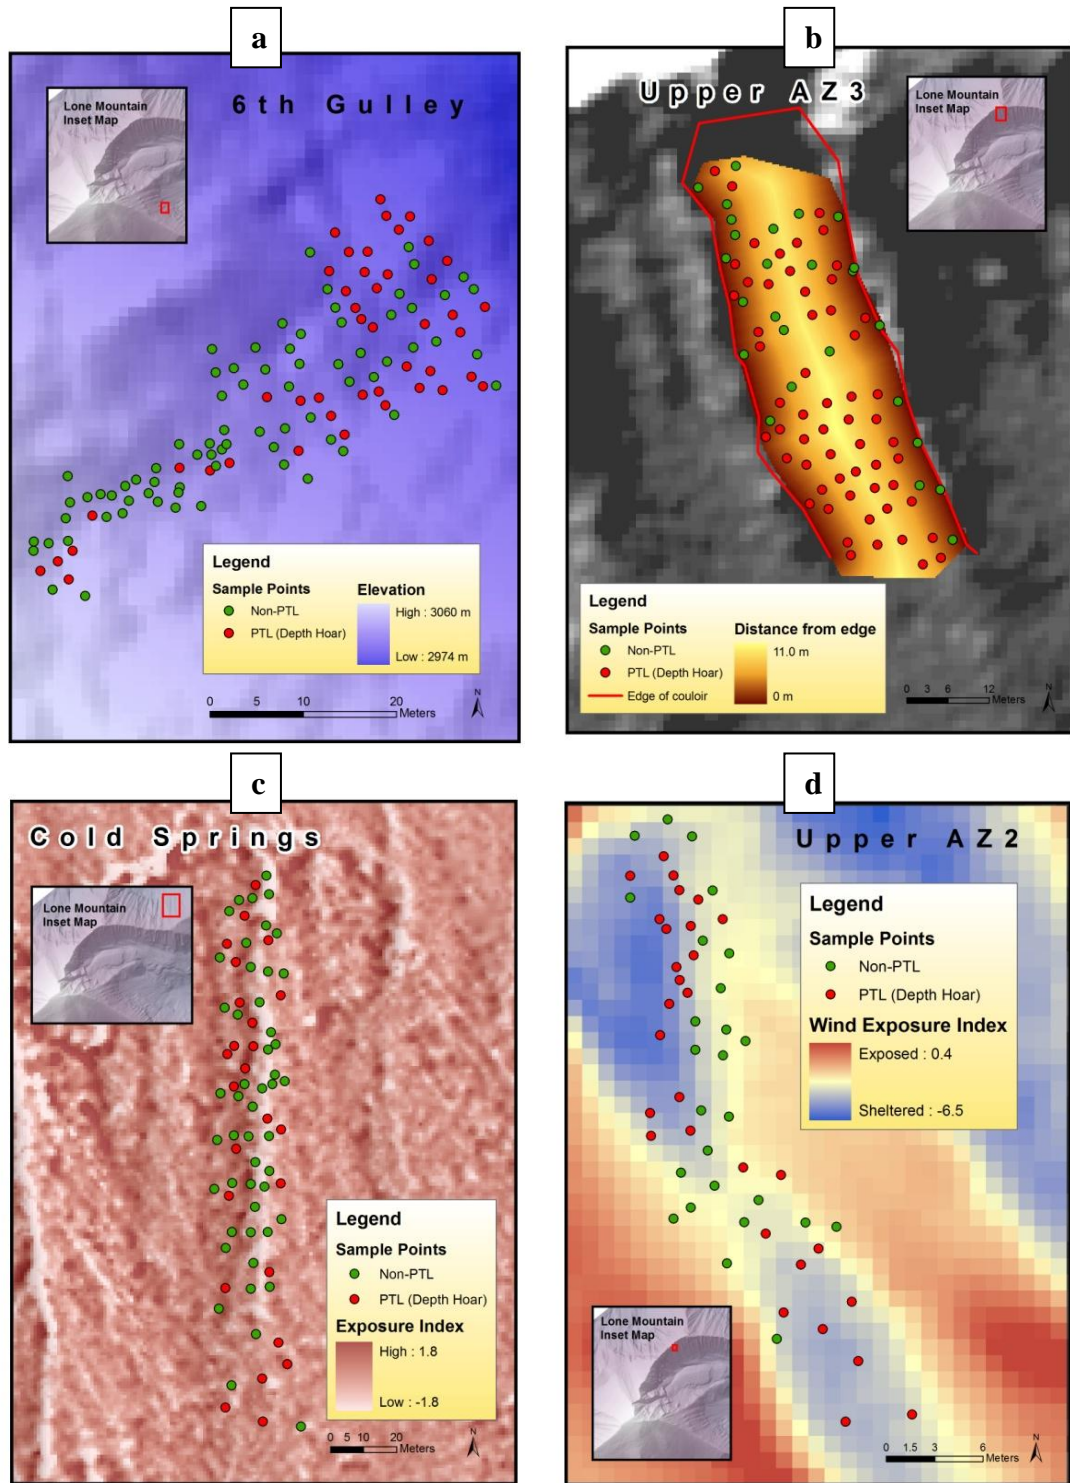 a
6th Gulley
Lone Mountain
Inset Map
Legend
Sample Points
Non-PTL
PTL (Depth Hoar)
Elevation
High : 3060 m
Low : 2974 m
0 5 10 20
Meters
N
b
Upper AZ3
Lone Mountain
Inset Map
Legend
Sample Points
Non-PTL
PTL (Depth Hoar)
Edge of couloir
Distance from edge
11.0 m
0 m
0 3 6 12
Meters
N
c
Cold Springs
Lone Mountain
Inset Map
Legend
Sample Points
Non-PTL
PTL (Depth Hoar)
Exposure Index
High : 1.8
Low : -1.8
0 5 10 20
Meters
N
d
Upper AZ2
Legend
Sample Points
Non-PTL
PTL (Depth Hoar)
Wind Exposure Index
Exposed : 0.4
Sheltered : -6.5
Lone Mountain
Inset Map
0 1.5 3 6
Meters
N